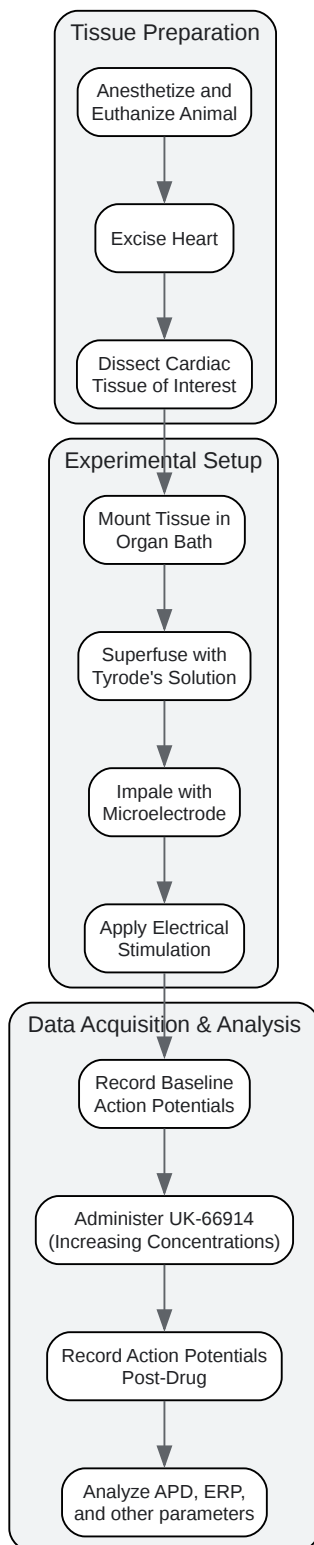 Tissue Preparation
Anesthetize and
Euthanize Animal
Excise Heart
Dissect Cardiac
Tissue of Interest
Experimental Setup
Mount Tissue in
Organ Bath
Superfuse with
Tyrode's Solution
Impale with
Microelectrode
Apply Electrical
Stimulation
Data Acquisition & Analysis
Record Baseline
Action Potentials
Administer UK-66914
(Increasing Concentrations)
Record Action Potentials
Post-Drug
Analyze APD, ERP,
and other parameters